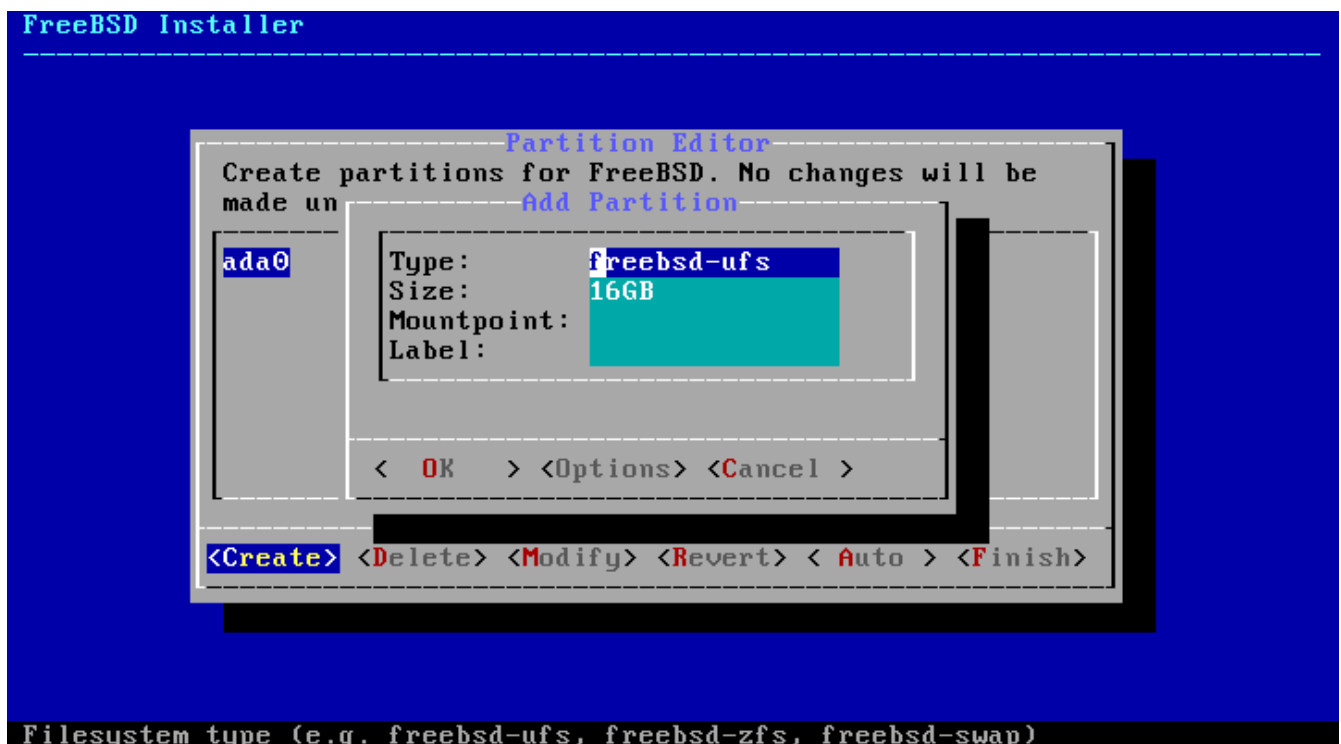 FreeBSD Installer
Partition Editor
Create partitions for FreeBSD. No changes will be
made un
Add Partition
ada0
Type: freebsd-ufs
Size: 16GB
Mountpoint:
Label:
< OK > <Options> <Cancel >
<Create> <Delete> <Modify> <Revert> < Auto > <Finish>
Filesystem type (e.g. freebsd-ufs, freebsd-zfs, freebsd-swap)